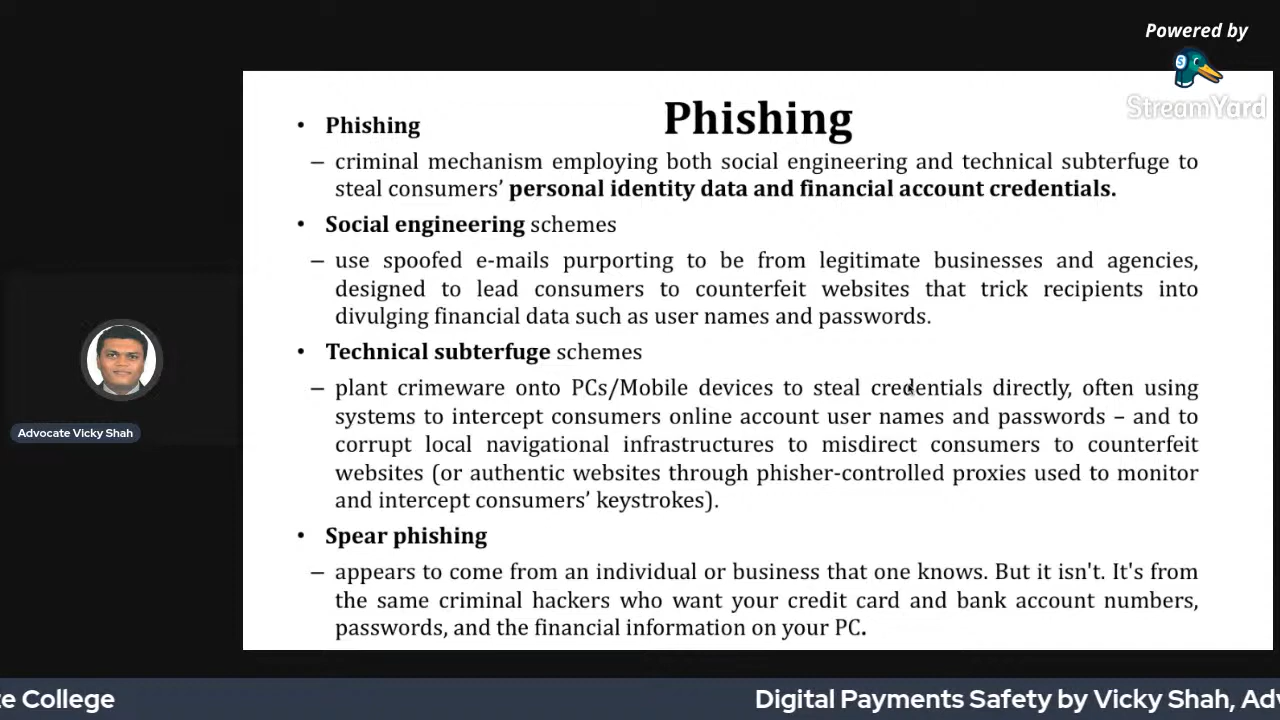 Powered by
StreamYard
Phishing
• Phishing
– criminal mechanism employing both social engineering and technical subterfuge to
steal consumers’ personal identity data and financial account credentials.
• Social engineering schemes
– use spoofed e-mails purporting to be from legitimate businesses and agencies,
designed to lead consumers to counterfeit websites that trick recipients into
divulging financial data such as user names and passwords.
• Technical subterfuge schemes
– plant crimeware onto PCs/Mobile devices to steal credentials directly, often using
systems to intercept consumers online account user names and passwords – and to
corrupt local navigational infrastructures to misdirect consumers to counterfeit
websites (or authentic websites through phisher-controlled proxies used to monitor
and intercept consumers’ keystrokes).
• Spear phishing
– appears to come from an individual or business that one knows. But it isn't. It's from
the same criminal hackers who want your credit card and bank account numbers,
passwords, and the financial information on your PC.
Advocate Vicky Shah
te College
Digital Payments Safety by Vicky Shah, Adv